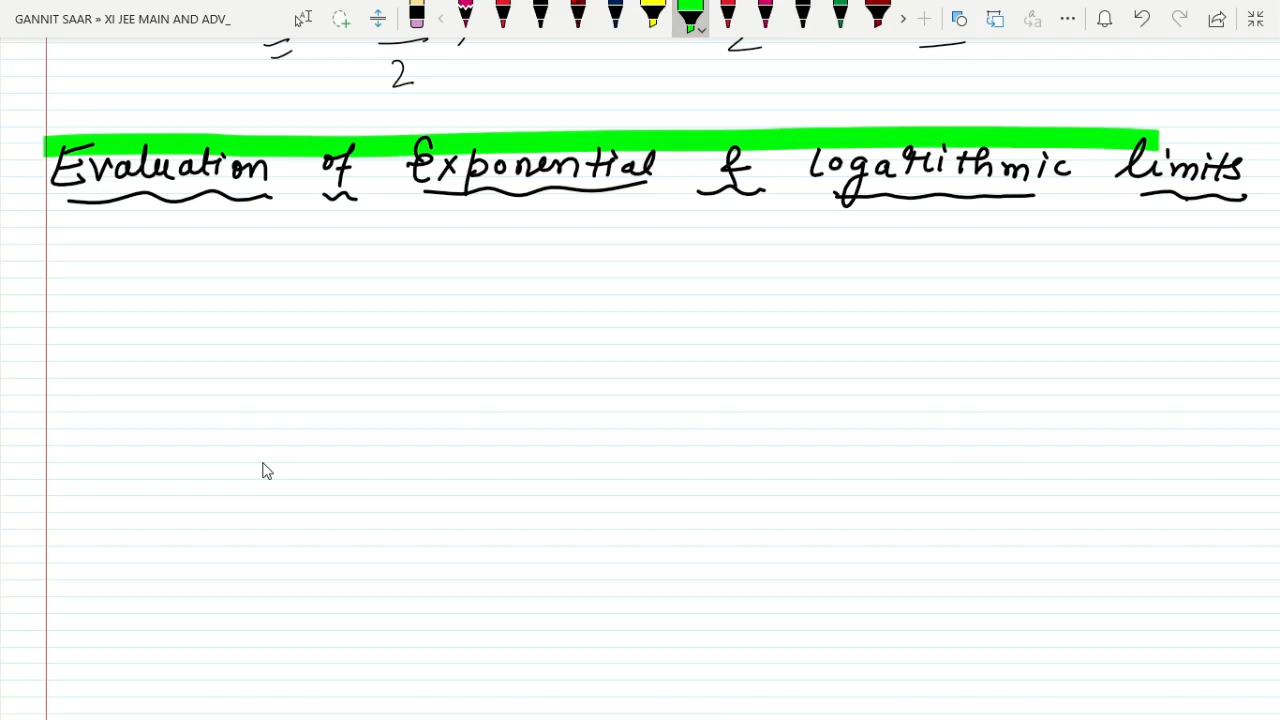 GANNIT SAAR » XI JEE MAIN AND ADV_
2
Evaluation of Exponential & Logarithmic limits